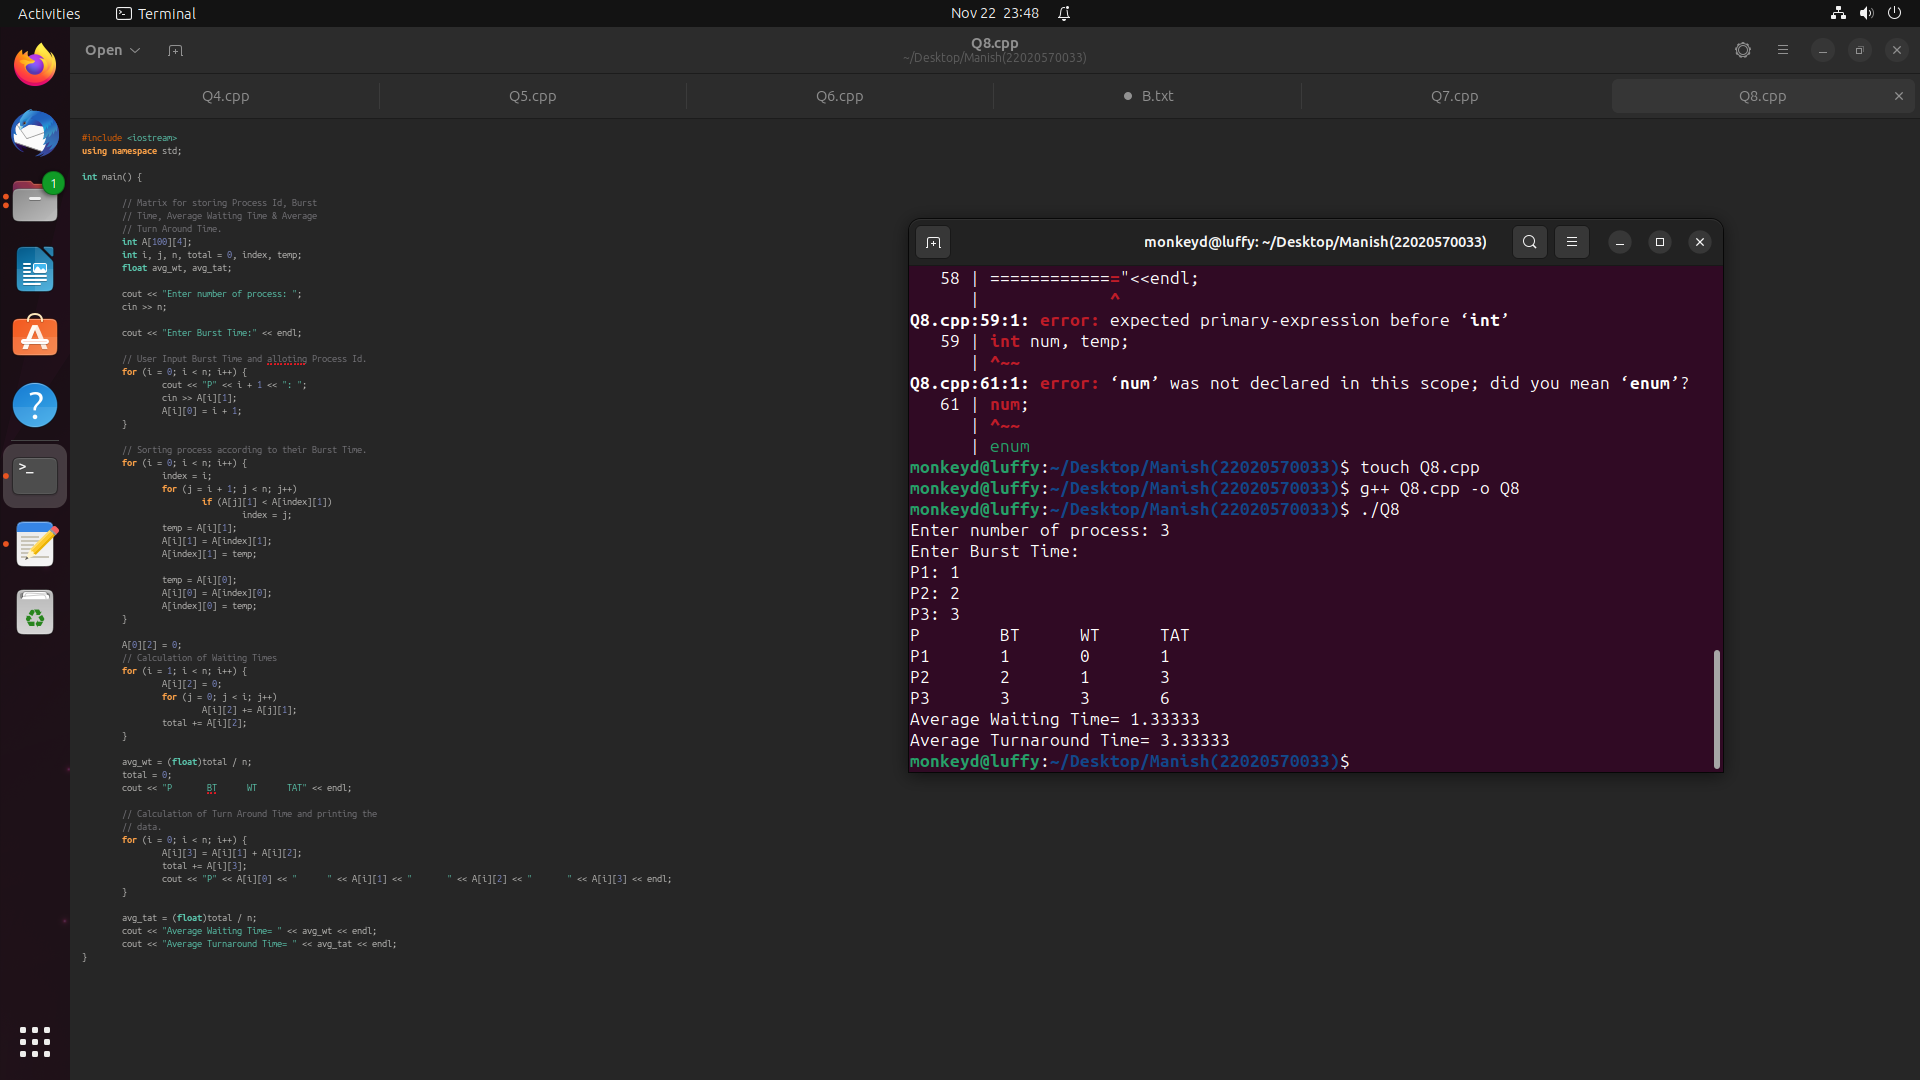 Activities
Terminal
Nov 22 23:48
Open
Q8.cpp
~/Desktop/Manish(22020570033)
Q4.cpp
Q5.cpp
Q6.cpp
B.txt
Q7.cpp
Q8.cpp
1
#include <iostream>
using namespace std;
int main() {
// Matrix for storing Process Id, Burst
// Time, Average Waiting Time & Average
// Turn Around Time.
int A[100][4];
int i, j, n, total = 0, index, temp;
float avg_wt, avg_tat;
cout << "Enter number of process: ";
cin >> n;
cout << "Enter Burst Time:" << endl;
// User Input Burst Time and alloting Process Id.
for (i = 0; i < n; i++) {
cout << "P" << i + 1 << ": ";
cin >> A[i][1];
A[i][0] = i + 1;
}
// Sorting process according to their Burst Time.
for (i = 0; i < n; i++) {
index = i;
for (j = i + 1; j < n; j++)
if (A[j][1] < A[index][1])
index = j;
temp = A[i][1];
A[i][1] = A[index][1];
A[index][1] = temp;
temp = A[i][0];
A[i][0] = A[index][0];
A[index][0] = temp;
}
A[0][2] = 0;
// Calculation of Waiting Times
for (i = 1; i < n; i++) {
A[i][2] = 0;
for (j = 0; j < i; j++)
A[i][2] += A[j][1];
total += A[i][2];
}
avg_wt = (float)total / n;
total = 0;
cout << "P      BT      WT      TAT" << endl;
// Calculation of Turn Around Time and printing the
// data.
for (i = 0; i < n; i++) {
A[i][3] = A[i][1] + A[i][2];
total += A[i][3];
cout << "P" << A[i][0] << "      " << A[i][1] << "       " << A[i][2] << "       " << A[i][3] << endl;
}
avg_tat = (float)total / n;
cout << "Average Waiting Time= " << avg_wt << endl;
cout << "Average Turnaround Time= " << avg_tat << endl;
}
monkeyd@luffy: ~/Desktop/Manish(22020570033)
58 | ============="<<endl;
|             ^
Q8.cpp:59:1: error: expected primary-expression before ‘int’
59 | int num, temp;
| ^~~
Q8.cpp:61:1: error: ‘num’ was not declared in this scope; did you mean ‘enum’?
61 | num;
| ^~~
| enum
monkeyd@luffy:~/Desktop/Manish(22020570033)$ touch Q8.cpp
monkeyd@luffy:~/Desktop/Manish(22020570033)$ g++ Q8.cpp -o Q8
monkeyd@luffy:~/Desktop/Manish(22020570033)$ ./Q8
Enter number of process: 3
Enter Burst Time:
P1: 1
P2: 2
P3: 3
P        BT      WT      TAT
P1       1       0       1
P2       2       1       3
P3       3       3       6
Average Waiting Time= 1.33333
Average Turnaround Time= 3.33333
monkeyd@luffy:~/Desktop/Manish(22020570033)$